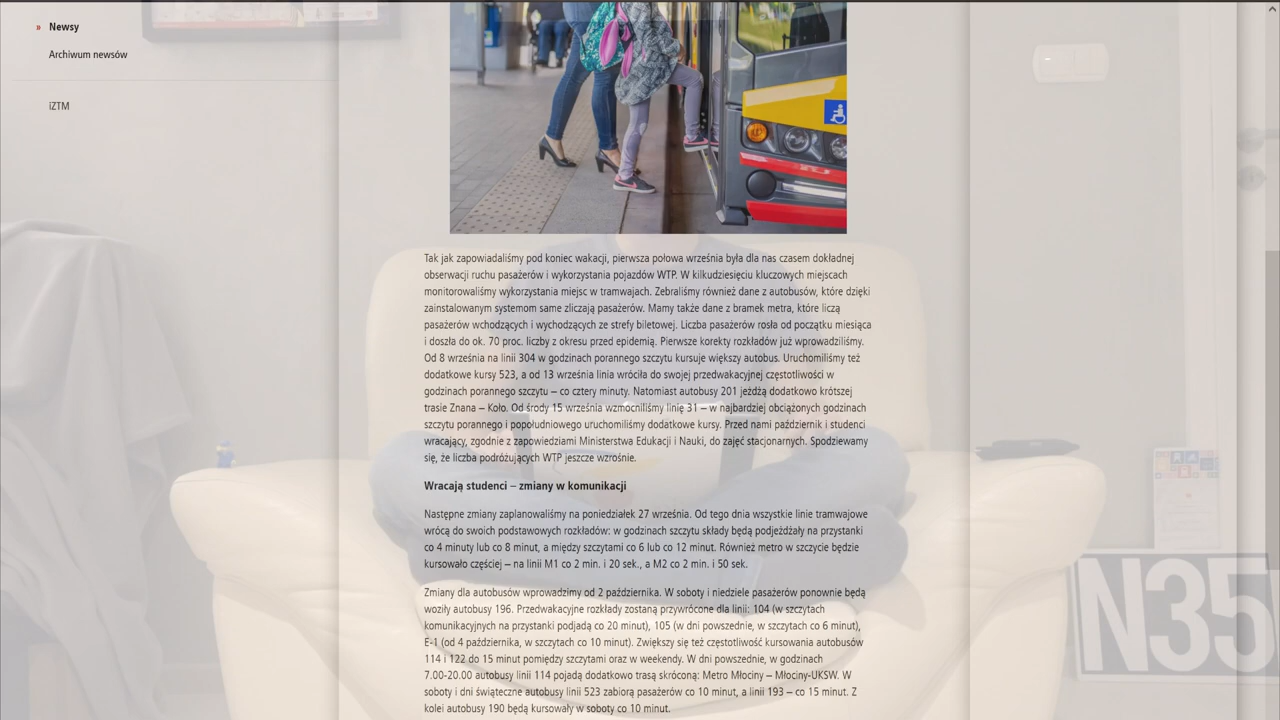 » Newsy
Archiwum newsów
iZTM
Tak jak zapowiadaliśmy pod koniec wakacji, pierwsza połowa września była dla nas czasem dokładnej
obserwacji ruchu pasażerów i wykorzystania pojazdów WTP. W kilkudziesięciu kluczowych miejscach
monitorowaliśmy wykorzystania miejsc w tramwajach. Zebraliśmy również dane z autobusów, które dzięki
zainstalowanym systemom same zliczają pasażerów. Mamy także dane z bramek metra, które liczą
pasażerów wchodzących i wychodzących ze strefy biletowej. Liczba pasażerów rosła od początku miesiąca
i doszła do ok. 70 proc. liczby z okresu przed epidemią. Pierwsze korekty rozkładów już wprowadziliśmy.
Od 8 września na linii 304 w godzinach porannego szczytu kursuje większy autobus. Uruchomiliśmy też
dodatkowe kursy 523, a od 13 września linia wróciła do swojej przedwakacyjnej częstotliwości w
godzinach porannego szczytu – co cztery minuty. Natomiast autobusy 201 jeżdżą dodatkowo krótszej
trasie Znana – Koło. Od środy 15 września wzmocniliśmy linię 31 – w najbardziej obciążonych godzinach
szczytu porannego i popołudniowego uruchomiliśmy dodatkowe kursy. Przed nami październik i studenci
wracający, zgodnie z zapowiedziami Ministerstwa Edukacji i Nauki, do zajęć stacjonarnych. Spodziewamy
się, że liczba podróżujących WTP jeszcze wzrośnie.
Wracają studenci – zmiany w komunikacji
Następne zmiany zaplanowaliśmy na poniedziałek 27 września. Od tego dnia wszystkie linie tramwajowe
wrócą do swoich podstawowych rozkładów: w godzinach szczytu składy będą podjeżdżały na przystanki
co 4 minuty lub co 8 minut, a między szczytami co 6 lub co 12 minut. Również metro w szczycie będzie
kursowało częściej – na linii M1 co 2 min. i 20 sek., a M2 co 2 min. i 50 sek.
Zmiany dla autobusów wprowadzimy od 2 października. W soboty i niedziele pasażerów ponownie będą
woziły autobusy 196. Przedwakacyjne rozkłady zostaną przywrócone dla linii: 104 (w szczytach
komunikacyjnych na przystanki podjadą co 20 minut), 105 (w dni powszednie, w szczytach co 6 minut),
E-1 (od 4 października, w szczytach co 10 minut). Zwiększy się też częstotliwość kursowania autobusów
114 i 122 do 15 minut pomiędzy szczytami oraz w weekendy. W dni powszednie, w godzinach
7.00-20.00 autobusy linii 114 pojadą dodatkowo trasą skróconą: Metro Młociny – Młociny-UKSW. W
soboty i dni świąteczne autobusy linii 523 zabiorą pasażerów co 10 minut, a linii 193 – co 15 minut. Z
kolei autobusy 190 będą kursowały w soboty co 10 minut.
N35